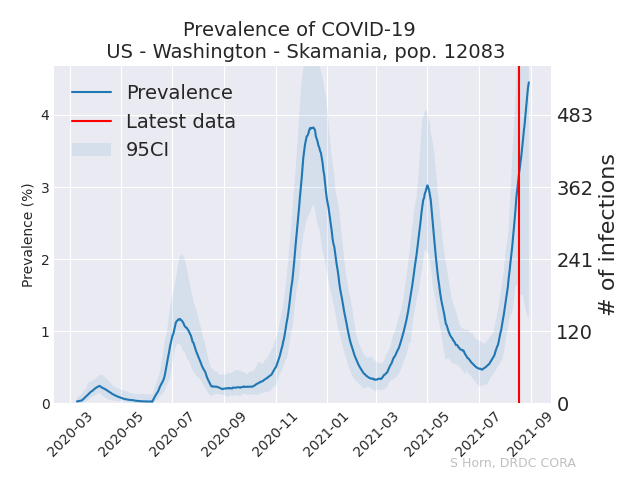 Prevalence of COVID-19
US - Washington - Skamania, pop. 12083
Prevalence
Latest data
95CI
Prevalence (%)
4
3
2
1
0
483
362
241
120
0
# of infections
2020-03
2020-05
2020-07
2020-09
2020-11
2021-01
2021-03
2021-05
2021-07
2021-09
S Horn, DRDC CORA